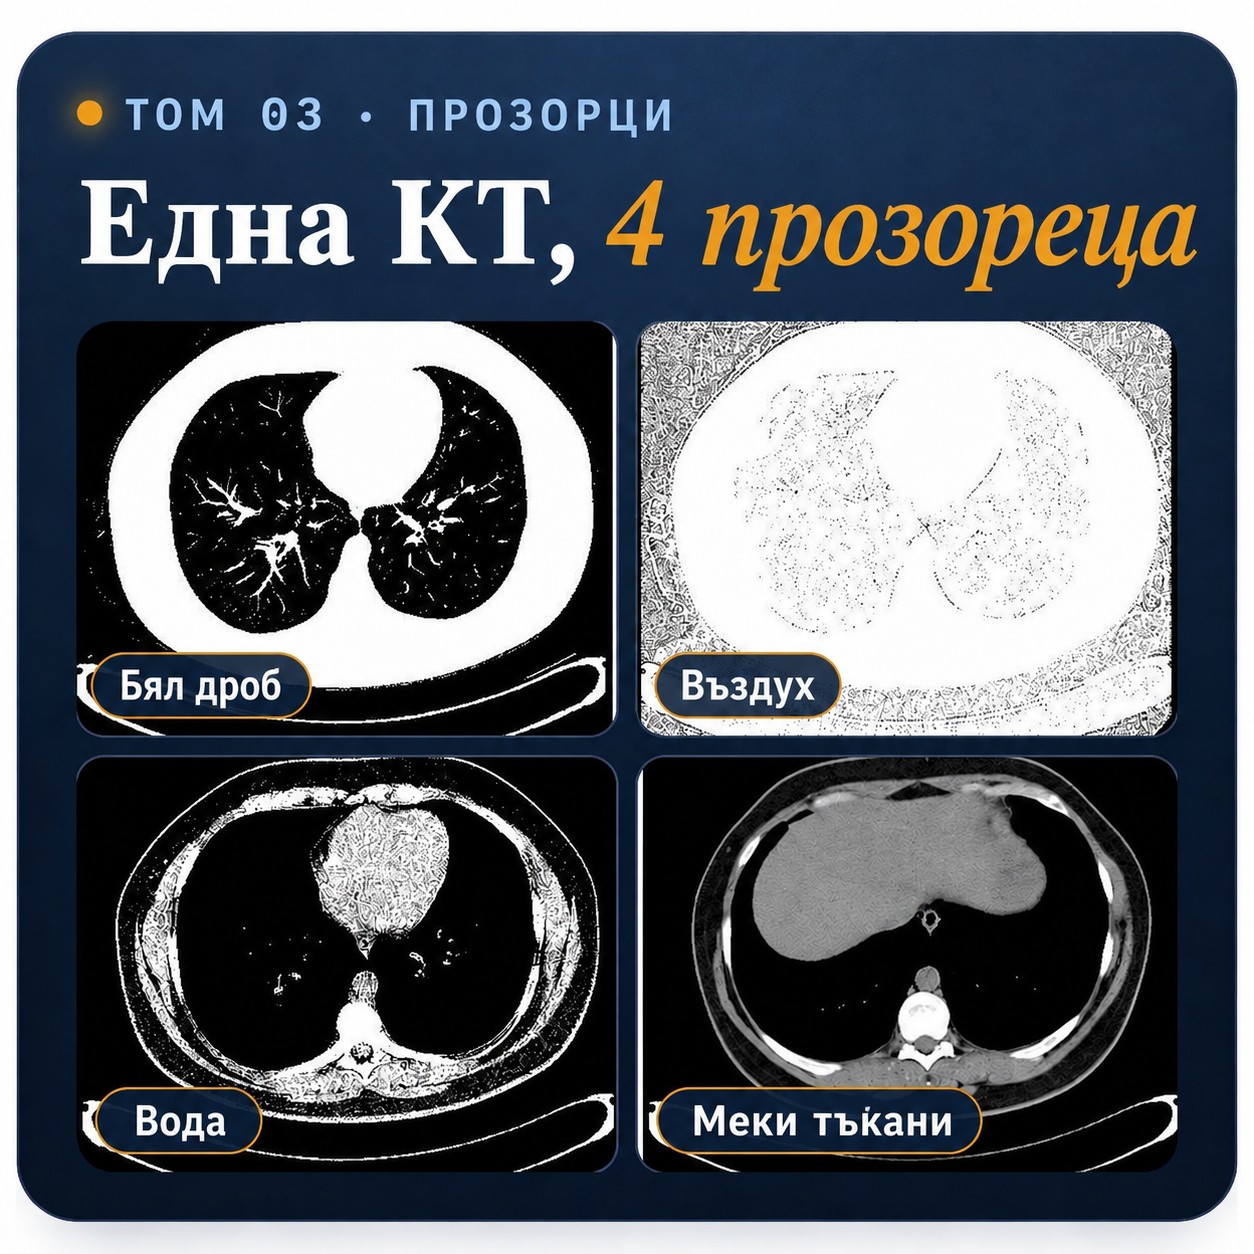 ТОМ 03 · ПРОЗОРЦИ
Една КТ, 4 прозореца
Бял дроб
Въздух
Вода
Меки тъкани